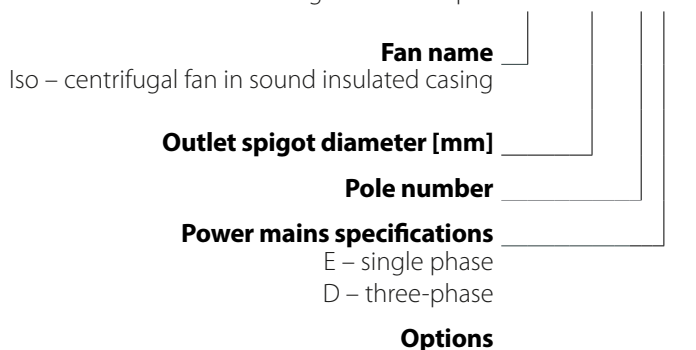 Fan name
Iso – centrifugal fan in sound insulated casing
Outlet spigot diameter [mm]
Pole number
Power mains specifications
E – single phase
D – three-phase
Options